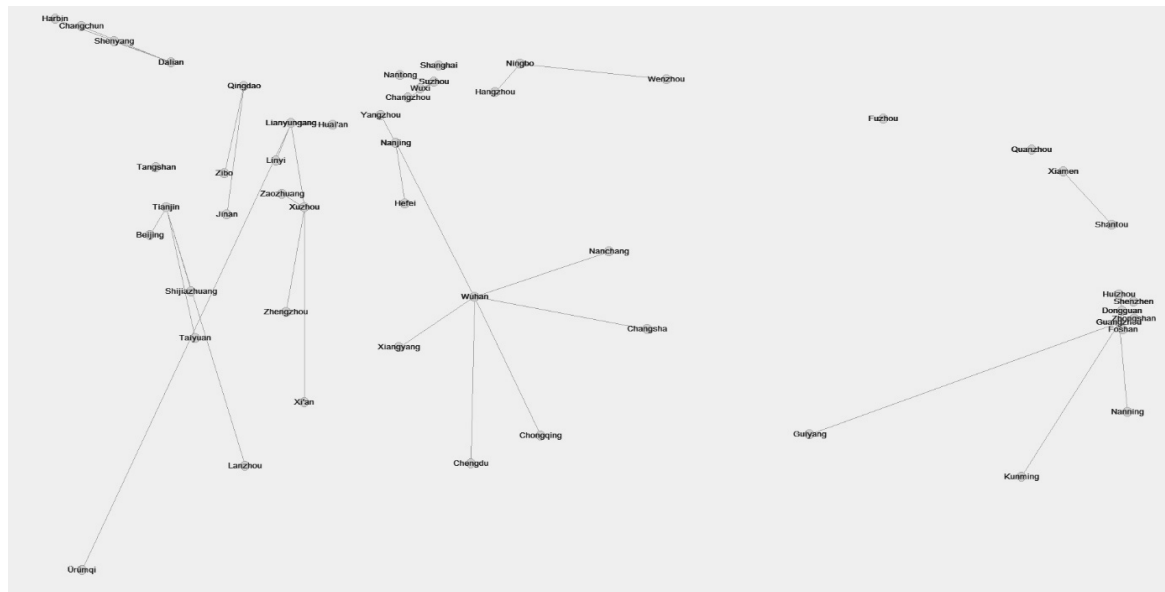 Harbin
Changchun
Shenyang
Dalian
Ningbo
Shanghai
Nantong
Suzhou
Wuxi
Changzhou
Hangzhou
Wenzhou
Qingdao
Yangzhou
Fuzhou
Lianyungang
Huai'an
Nanjing
Quanzhou
Linyi
Tangshan
Zibo
Xiamen
Zaozhuang
Hefei
Tianjin
Jinan
Xuzhou
Shantou
Beijing
Nanchang
Shijiazhuang
Wuhan
Huizhou
Shenzhen
Dongguan
Zhongshan
Guangzhou
Foshan
Zhengzhou
Changsha
Taiyuan
Xiangyang
Xi'an
Nanning
Chongqing
Guiyang
Lanzhou
Chengdu
Kunming
Ürümqi